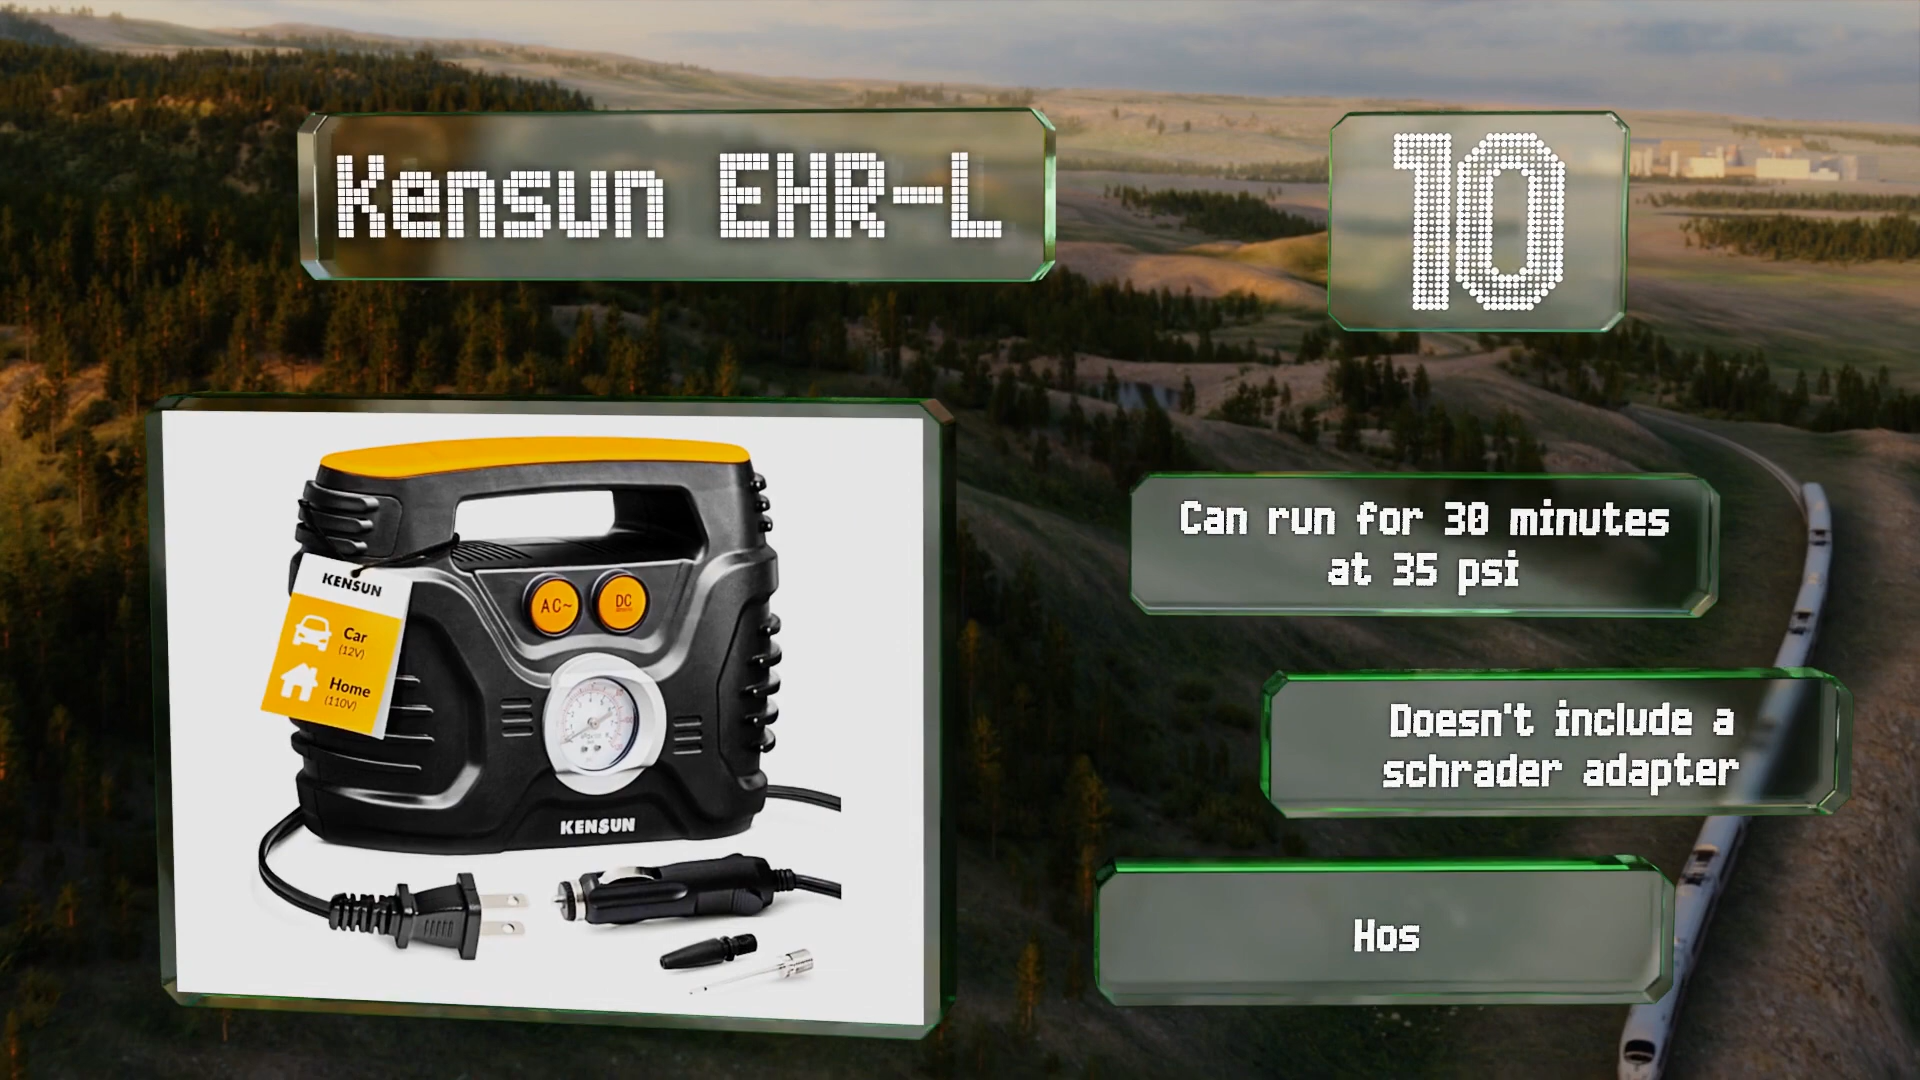 Kensun EHR-L
10
Can run for 30 minutes
at 35 psi
Doesn't include a
schrader adapter
Hos
KENSUN
Car
(12V)
Home
(110V)
AC~
DC
KENSUN